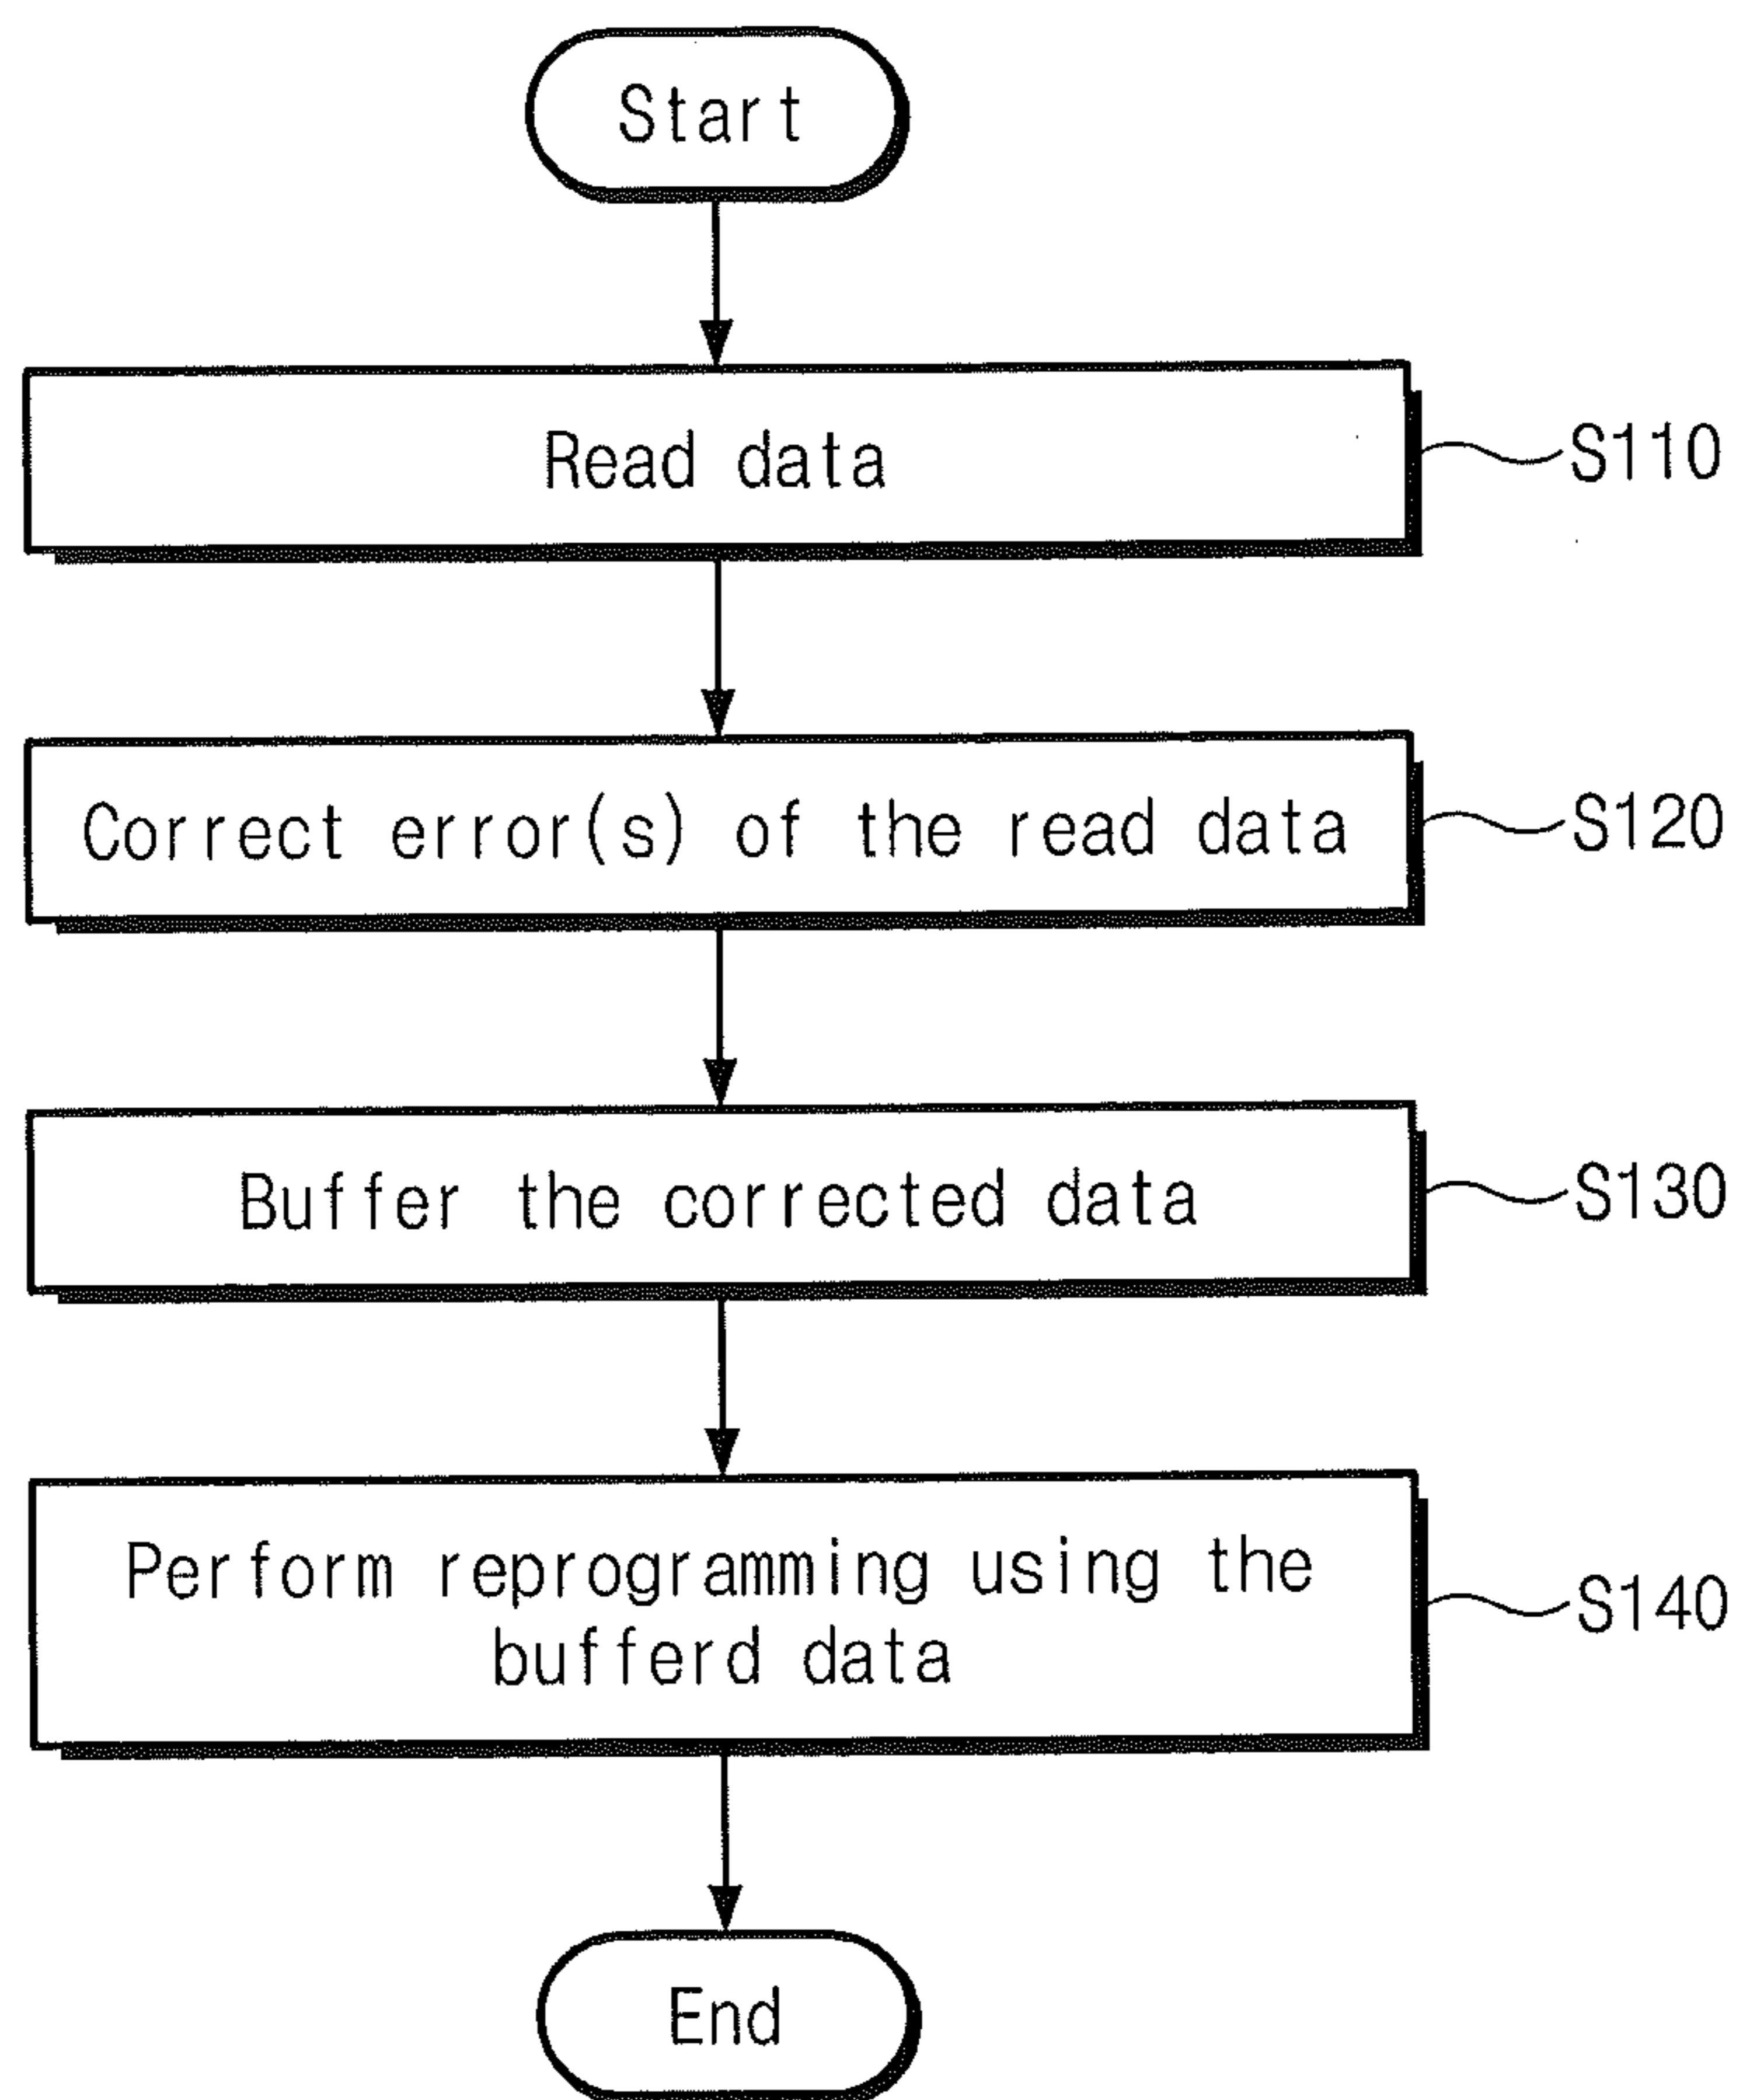 Start
Read data
S110
Correct error(s) of the read data
S120
Buffer the corrected data
S130
Perform reprogramming using the
bufferd data
S140
End